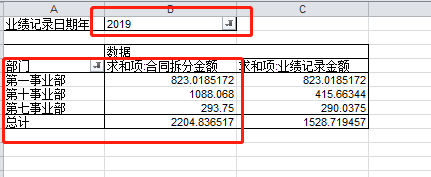 A B C
业绩记录日期年 2019
数据
部门 求和项:合同拆分金额 求和项:业绩记录金额
第一事业部 823.0185172 823.0185172
第十事业部 1088.068 415.66344
第七事业部 293.75 290.0375
总计 2204.836517 1528.719457